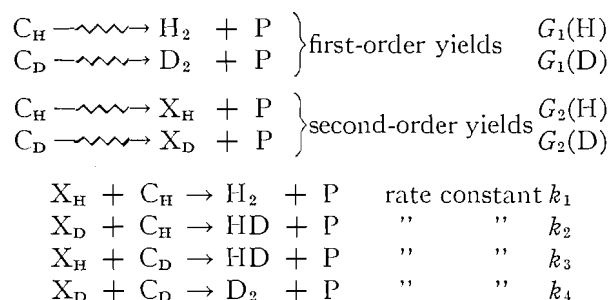 C_H ⟿ H₂ + P } first-order yields G₁(H)
C_D ⟿ D₂ + P G₁(D)
C_H ⟿ X_H + P } second-order yields G₂(H)
C_D ⟿ X_D + P G₂(D)
X_H + C_H → H₂ + P rate constant k₁
X_D + C_H → HD + P ,, ,, k₂
X_H + C_D → HD + P ,, ,, k₃
X_D + C_D → D₂ + P ,, ,, k₄